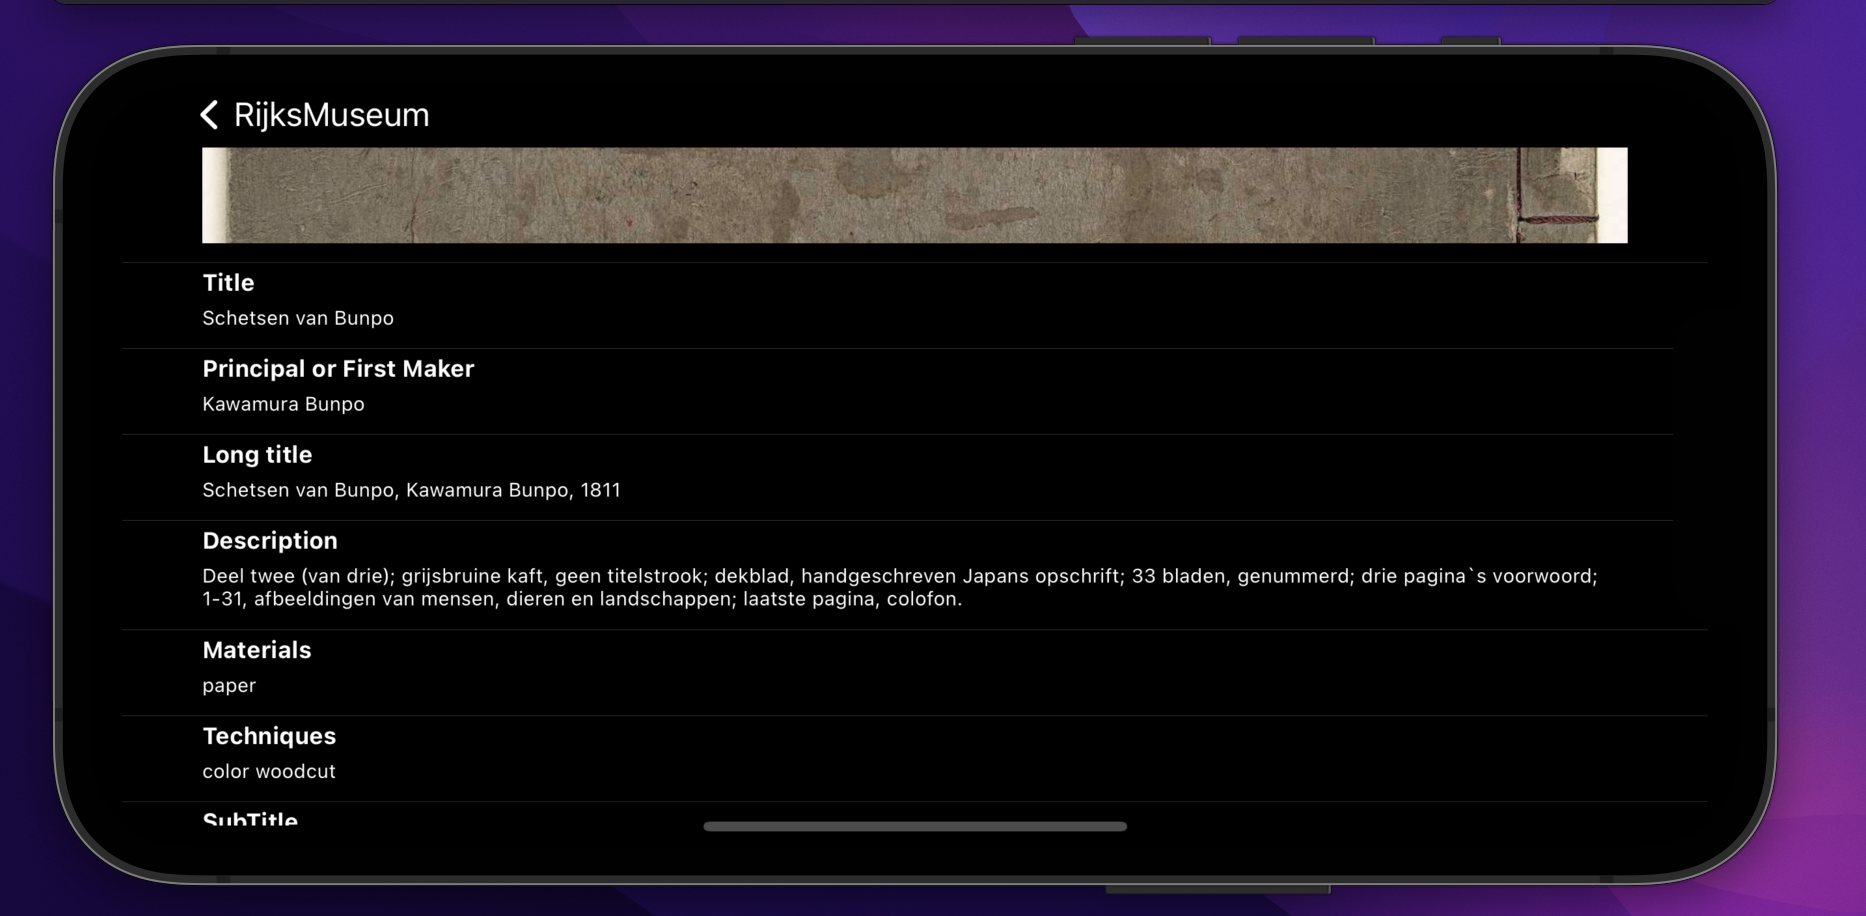 RijksMuseum
Title
Schetsen van Bunpo
Principal or First Maker
Kawamura Bunpo
Long title
Schetsen van Bunpo, Kawamura Bunpo, 1811
Description
Deel twee (van drie); grijsbruine kaft, geen titelstrook; dekblad, handgeschreven Japans opschrift; 33 bladen, genummerd; drie pagina`s voorwoord;
1-31, afbeeldingen van mensen, dieren en landschappen; laatste pagina, colofon.
Materials
paper
Techniques
color woodcut
SubTitle